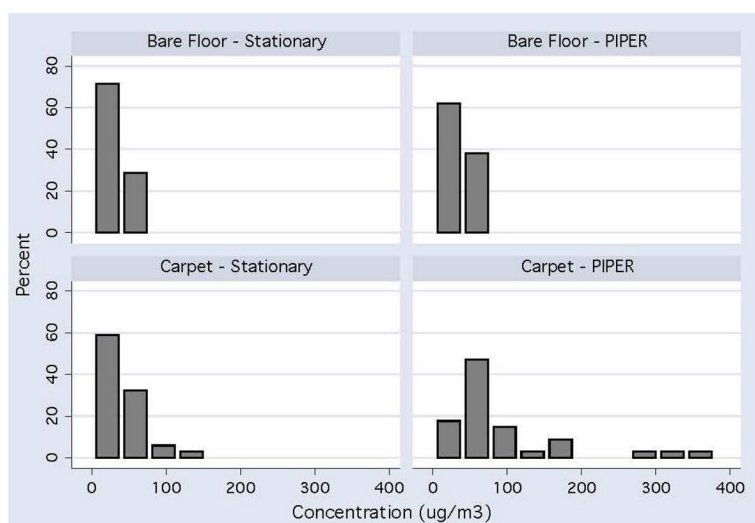 Bare Floor - Stationary
Bare Floor - PIPER
80
60
40
20
0
Carpet - Stationary
Carpet - PIPER
80
60
40
20
0
Percent
0 100 200 300 400
0 100 200 300 400
Concentration (ug/m3)